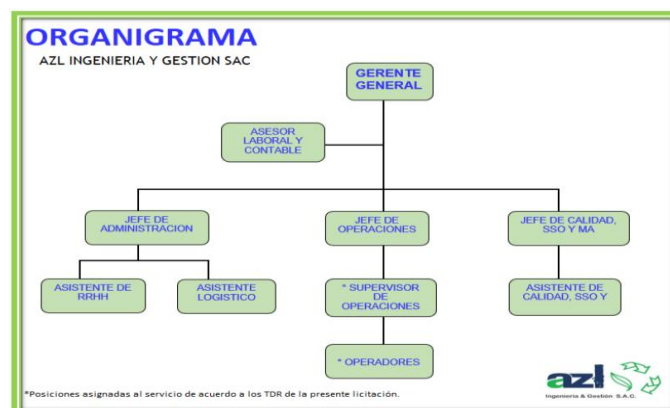 ORGANIGRAMA
AZL INGENIERIA Y GESTION SAC
GERENTE
GENERAL
ASESOR
LABORAL Y
CONTABLE
JEFE DE
ADMINISTRACION
JEFE DE
OPERACIONES
JEFE DE CALIDAD,
SSO Y MA
ASISTENTE DE
RRHH
ASISTENTE
LOGISTICO
* SUPERVISOR
DE
OPERACIONES
ASISTENTE DE
CALIDAD, SSO Y
* OPERADORES
*Posiciones asignadas al servicio de acuerdo a los TDR de la presente licitación.
azl
Ingenieria & Gestión S.A.C.